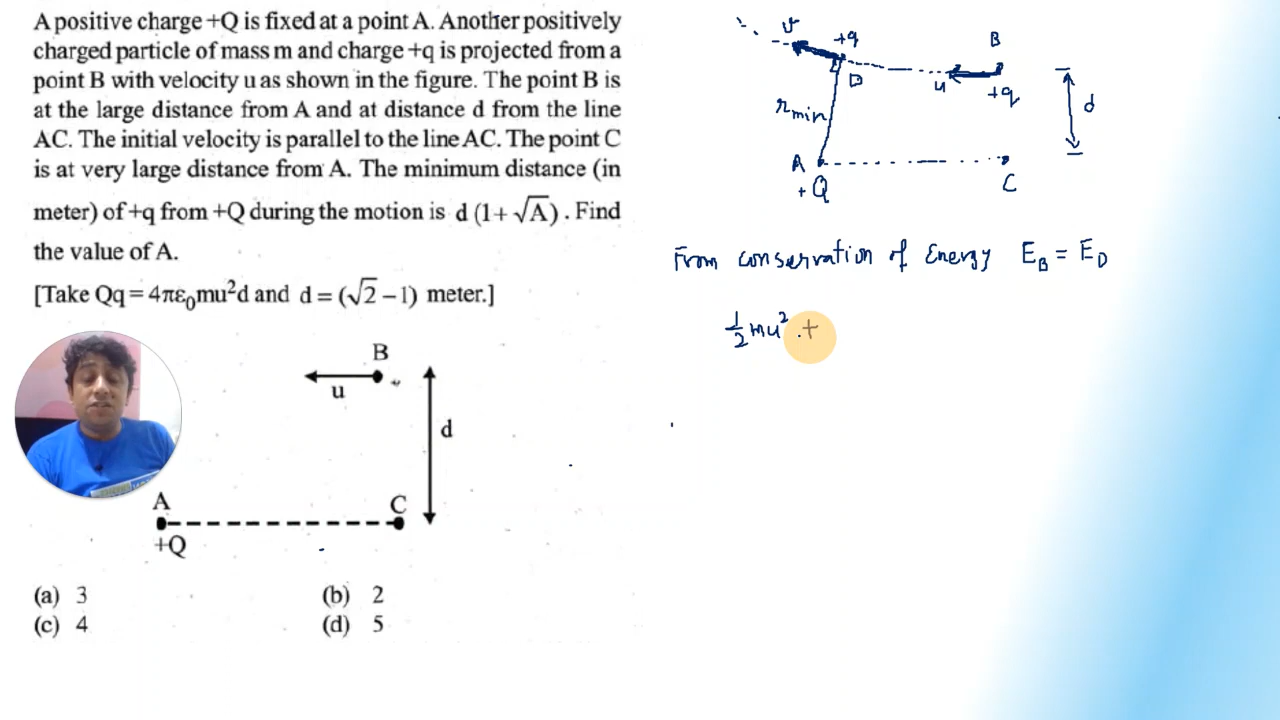 A positive charge +Q is fixed at a point A. Another positively
charged particle of mass m and charge +q is projected from a
point B with velocity u as shown in the figure. The point B is
at the large distance from A and at distance d from the line
AC. The initial velocity is parallel to the line AC. The point C
is at very large distance from A. The minimum distance (in
meter) of +q from +Q during the motion is d (1+ √A). Find
the value of A.
[Take Qq = 4πε₀mu²d and d = (√2 – 1) meter.]
B
u
d
A
C
+Q
(a) 3
(b) 2
(c) 4
(d) 5
v
+q
B
D
u
+q
d
rmin
A
+Q
C
From conservation of Energy E_B = E_D
½mu² +